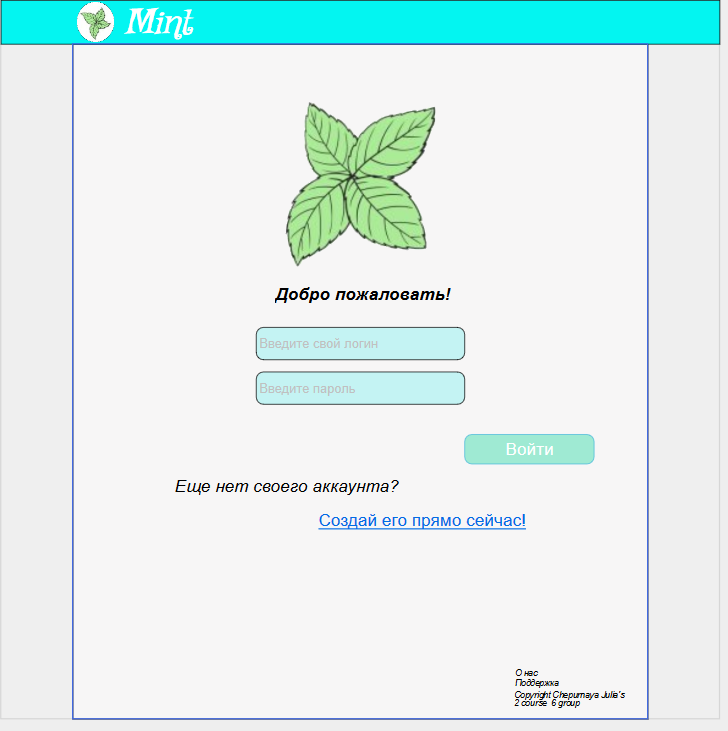 Mint
Добро пожаловать!
Введите свой логин
Введите пароль
Войти
Еще нет своего аккаунта?
Создай его прямо сейчас!
О нас
Поддержка
Copyright Chepurnaya Julia's
2 course 6 group